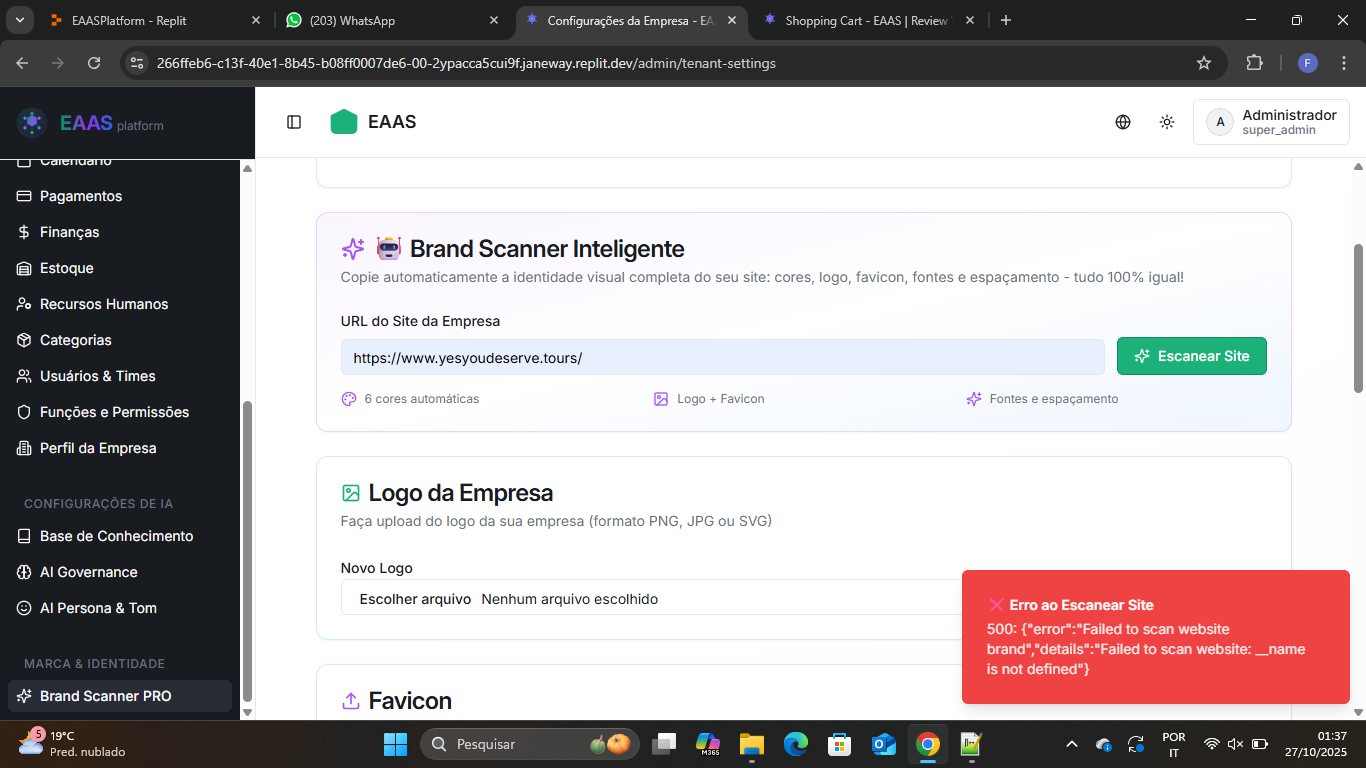 EAASPlatform - Replit
(203) WhatsApp
Configurações da Empresa - EA
Shopping Cart - EAAS | Review
266ffeb6-c13f-40e1-8b45-b08ff0007de6-00-2ypacca5cui9f.janeway.replit.dev/admin/tenant-settings
F
EAAS platform
EAAS
A
Administrador
super_admin
Calendário
Pagamentos
Finanças
Estoque
Recursos Humanos
Categorias
Usuários & Times
Funções e Permissões
Perfil da Empresa
CONFIGURAÇÕES DE IA
Base de Conhecimento
AI Governance
AI Persona & Tom
MARCA & IDENTIDADE
Brand Scanner PRO
Brand Scanner Inteligente
Copie automaticamente a identidade visual completa do seu site: cores, logo, favicon, fontes e espaçamento - tudo 100% igual!
URL do Site da Empresa
https://www.yesyoudeserve.tours/
Escanear Site
6 cores automáticas
Logo + Favicon
Fontes e espaçamento
Logo da Empresa
Faça upload do logo da sua empresa (formato PNG, JPG ou SVG)
Novo Logo
Escolher arquivo Nenhum arquivo escolhido
Favicon
Erro ao Escanear Site
500: {"error":"Failed to scan website
brand","details":"Failed to scan website: __name
is not defined"}
5
19°C
Pred. nublado
Pesquisar
M365
POR
IT
01:37
27/10/2025